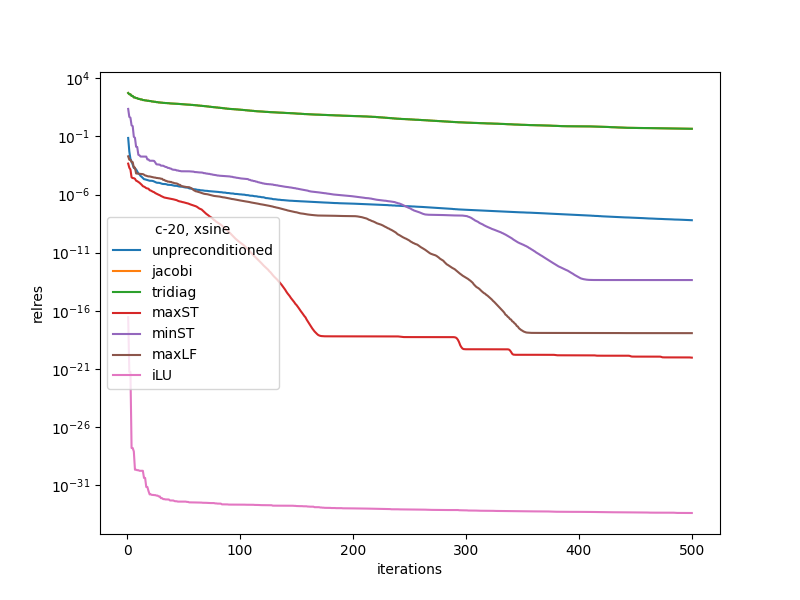 10^4
10^-1
10^-6
10^-11
10^-16
10^-21
10^-26
10^-31
relres
c-20, xsine
unpreconditioned
jacobi
tridiag
maxST
minST
maxLF
iLU
0 100 200 300 400 500
iterations